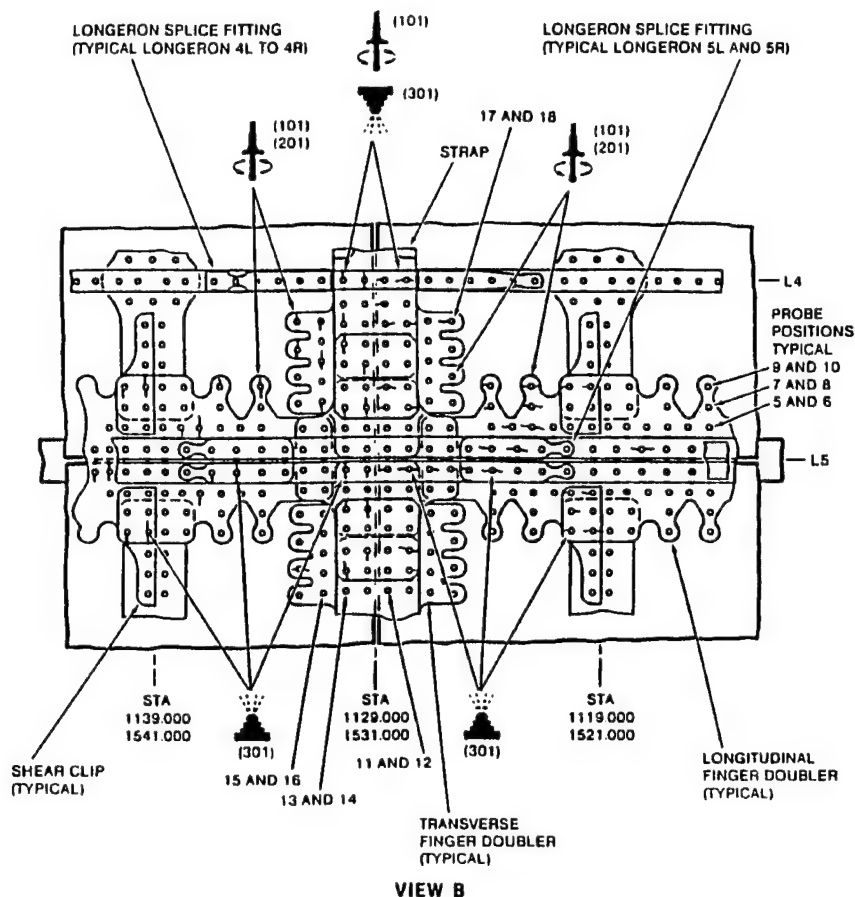 LONGERON SPLICE FITTING
(TYPICAL LONGERON 4L TO 4R)
(101)
(301)
LONGERON SPLICE FITTING
(TYPICAL LONGERON 5L AND 5R)
17 AND 18
(101)
(201)
STRAP
(101)
(201)
L4
PROBE
POSITIONS
TYPICAL
9 AND 10
7 AND 8
5 AND 6
L5
STA
1139.000
1541.000
STA
1129.000
1531.000
STA
1119.000
1521.000
(301)
(301)
11 AND 12
15 AND 16
13 AND 14
SHEAR CLIP
(TYPICAL)
TRANSVERSE
FINGER DOUBLER
(TYPICAL)
LONGITUDINAL
FINGER DOUBLER
(TYPICAL)
VIEW B